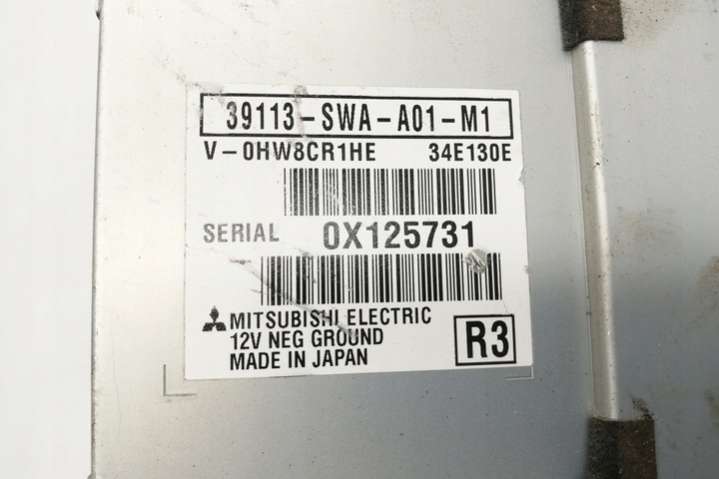 39113-SWA-A01-M1
V-0HW8CR1HE 34E130E
SERIAL 0X125731
MITSUBISHI ELECTRIC
12V NEG GROUND
MADE IN JAPAN
R3